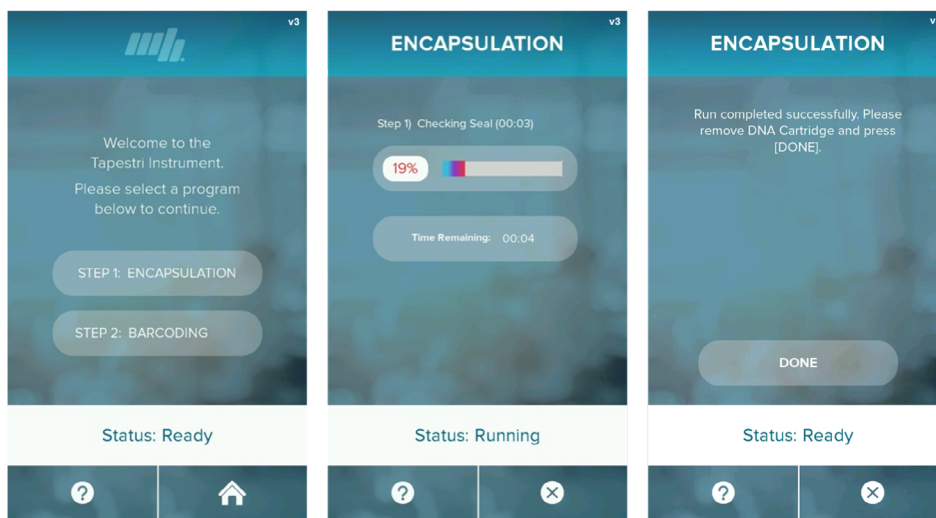 v3
Welcome to the
Tapestri Instrument.
Please select a program
below to continue.
STEP 1: ENCAPSULATION
STEP 2: BARCODING
Status: Ready
?
v3
ENCAPSULATION
Step 1) Checking Seal (00:03)
19%
Time Remaining: 00:04
Status: Running
?
v
ENCAPSULATION
Run completed successfully. Please
remove DNA Cartridge and press
[DONE].
DONE
Status: Ready
?